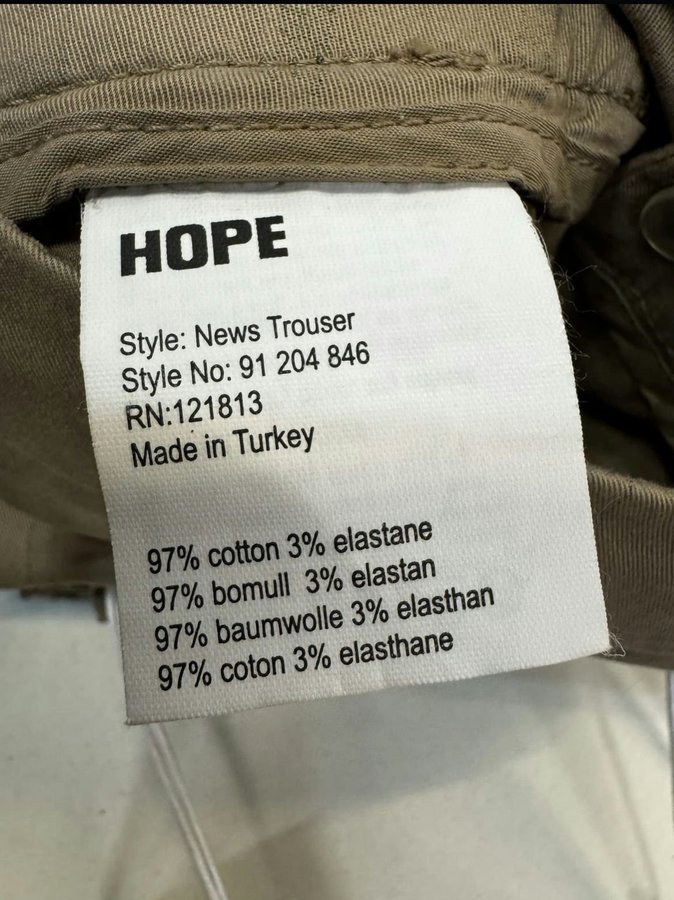 HOPE
Style: News Trouser
Style No: 91 204 846
RN:121813
Made in Turkey
97% cotton 3% elastane
97% bomull 3% elastan
97% baumwolle 3% elasthan
97% coton 3% elasthane